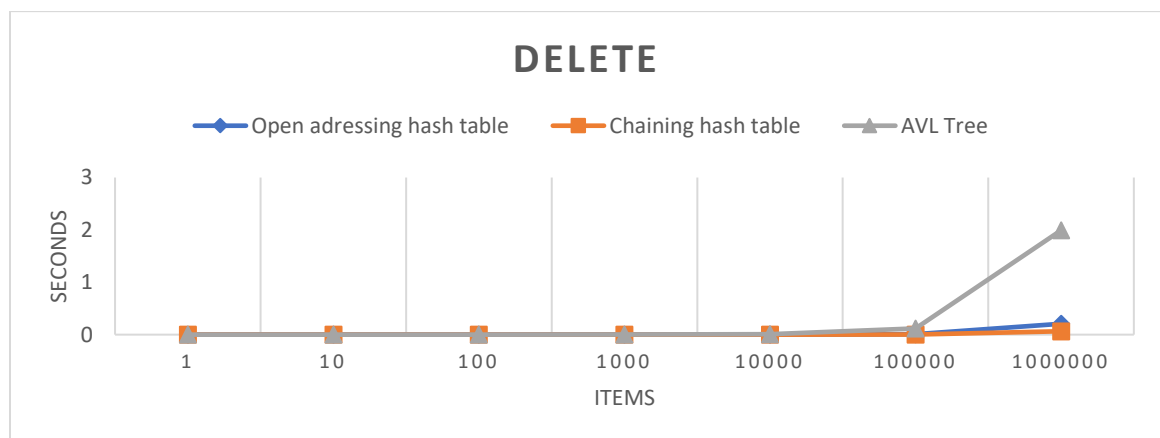 DELETE
Open adressing hash table Chaining hash table AVL Tree
3
2
1
0
SECONDS
1 10 100 1000 10000 100000 1000000
ITEMS